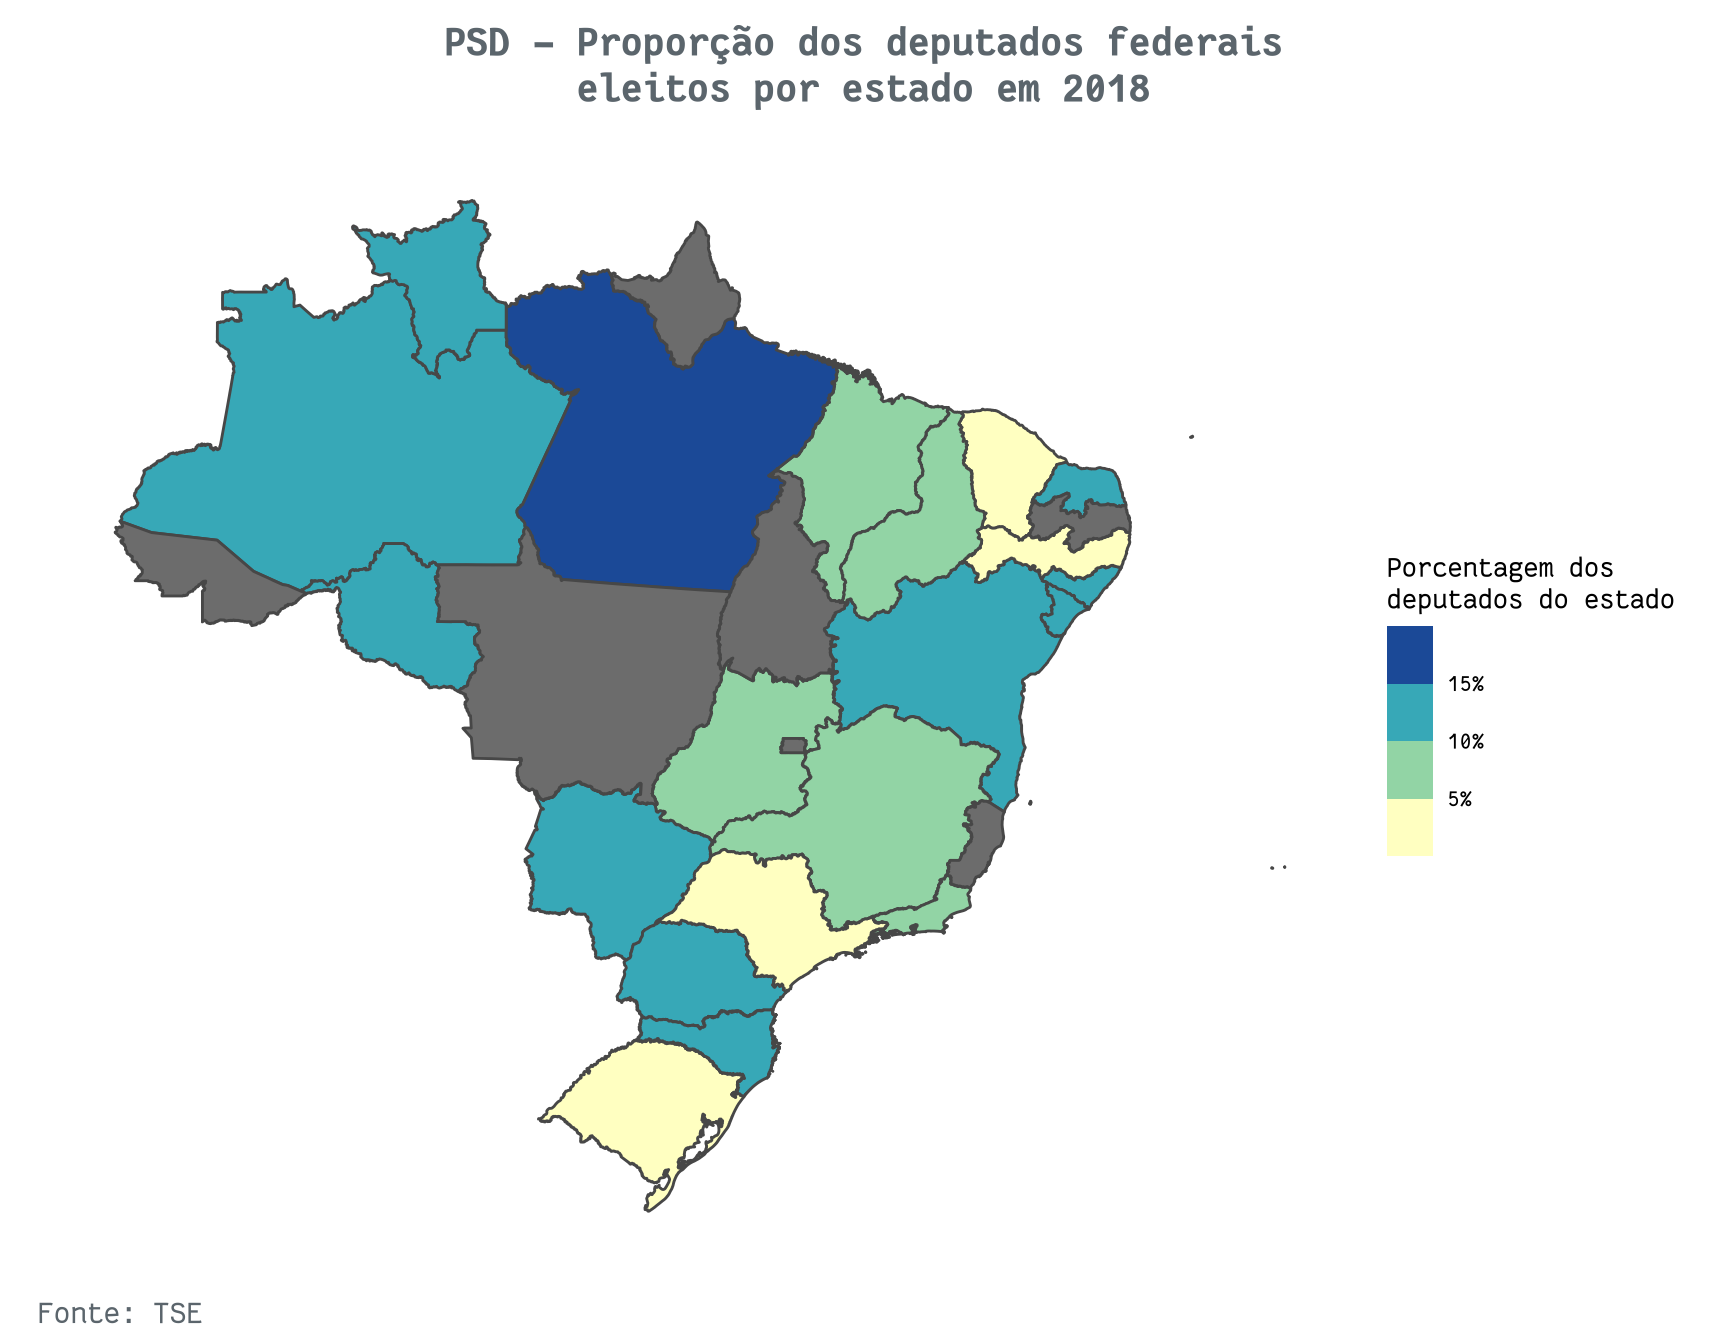 PSD – Proporção dos deputados federais
eleitos por estado em 2018
Porcentagem dos
deputados do estado
15%
10%
5%
Fonte: TSE